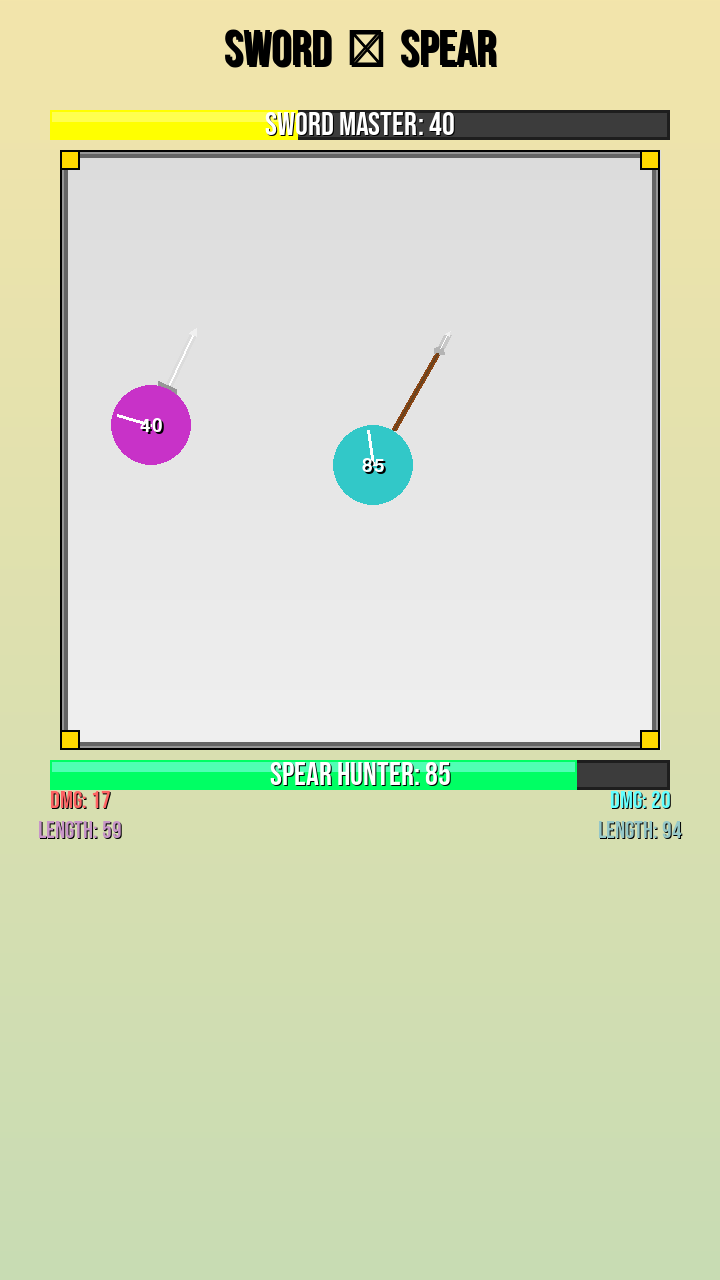 SWORD ⛝ SPEAR
SWORD MASTER: 40
40
85
SPEAR HUNTER: 85
DMG: 17
DMG: 20
LENGTH: 59
LENGTH: 94